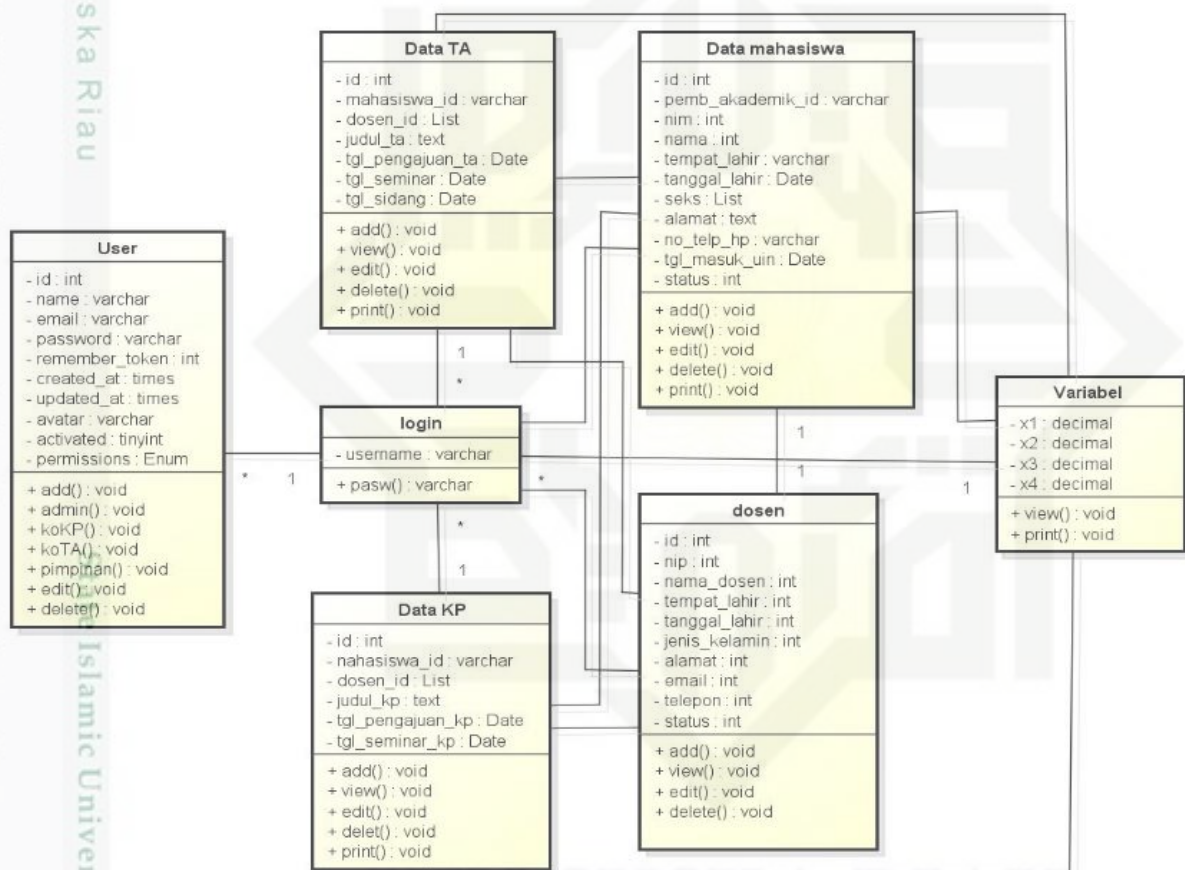 ska Riau
Data TA
- id : int
- mahasiswa_id : varchar
- dosen_id : List
- judul_ta : text
- tgl_pengajuan_ta : Date
- tgl_seminar : Date
- tgl_sidang : Date
+ add() : void
+ view() : void
+ edit() : void
+ delete() : void
+ print() : void
Data mahasiswa
- id : int
- pemb_akademik_id : varchar
- nim : int
- nama : int
- tempat_lahir : varchar
- tanggal_lahir : Date
- seks : List
- alamat : text
- no_telp_hp : varchar
- tgl_masuk_uin : Date
- status : int
+ add() : void
+ view() : void
+ edit() : void
+ delete() : void
+ print() : void
User
- id : int
- name : varchar
- email : varchar
- password : varchar
- remember_token : int
- created_at : times
- updated_at : times
- avatar : varchar
- activated : tinyint
- permissions : Enum
+ add() : void
+ admin() : void
+ koKP() : void
+ koTA() : void
+ pimpinan() : void
+ edit() : void
+ delete() : void
1
*
login
- username : varchar
+ pasw() : varchar
* 1
*
*
1
1
1
1
Variabel
- x1 : decimal
- x2 : decimal
- x3 : decimal
- x4 : decimal
+ view() : void
+ print() : void
Data KP
- id : int
- nahasiswa_id : varchar
- dosen_id : List
- judul_kp : text
- tgl_pengajuan_kp : Date
- tgl_seminar_kp : Date
+ add() : void
+ view() : void
+ edit() : void
+ delet() : void
+ print() : void
dosen
- id : int
- nip : int
- nama_dosen : int
- tempat_lahir : int
- tanggal_lahir : int
- jenis_kelamin : int
- alamat : int
- email : int
- telepon : int
- status : int
+ add() : void
+ view() : void
+ edit() : void
+ delete() : void
Islamic Univer